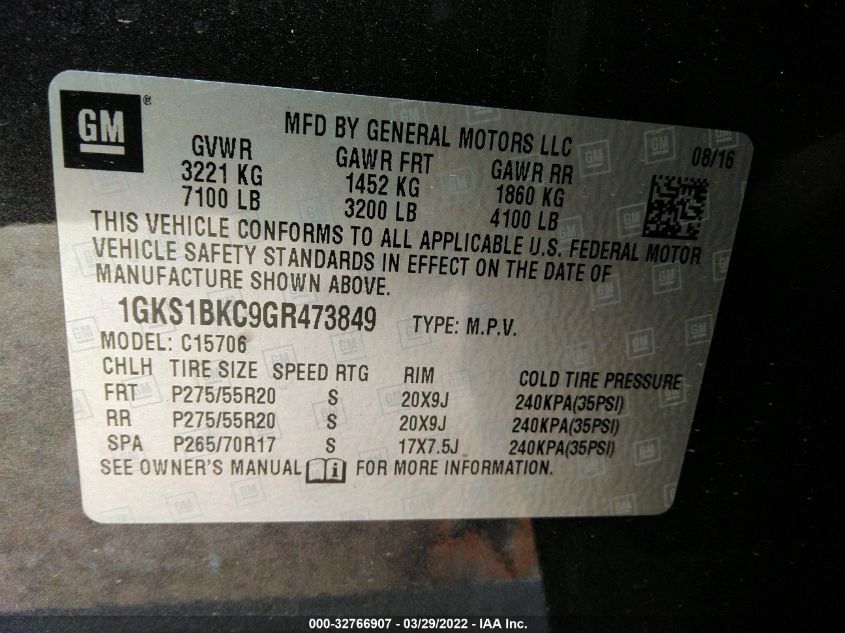 GM ®
MFD BY GENERAL MOTORS LLC
08/16
GVWR GAWR FRT GAWR RR
3221 KG 1452 KG 1860 KG
7100 LB 3200 LB 4100 LB
THIS VEHICLE CONFORMS TO ALL APPLICABLE U.S. FEDERAL MOTOR
VEHICLE SAFETY STANDARDS IN EFFECT ON THE DATE OF
MANUFACTURE SHOWN ABOVE.
1GKS1BKC9GR473849 TYPE: M.P.V.
MODEL: C15706
CHLH TIRE SIZE SPEED RTG RIM COLD TIRE PRESSURE
FRT P275/55R20 S 20X9J 240KPA(35PSI)
RR P275/55R20 S 20X9J 240KPA(35PSI)
SPA P265/70R17 S 17X7.5J 240KPA(35PSI)
SEE OWNER'S MANUAL i FOR MORE INFORMATION.
000-32766907 - 03/29/2022 - IAA Inc.